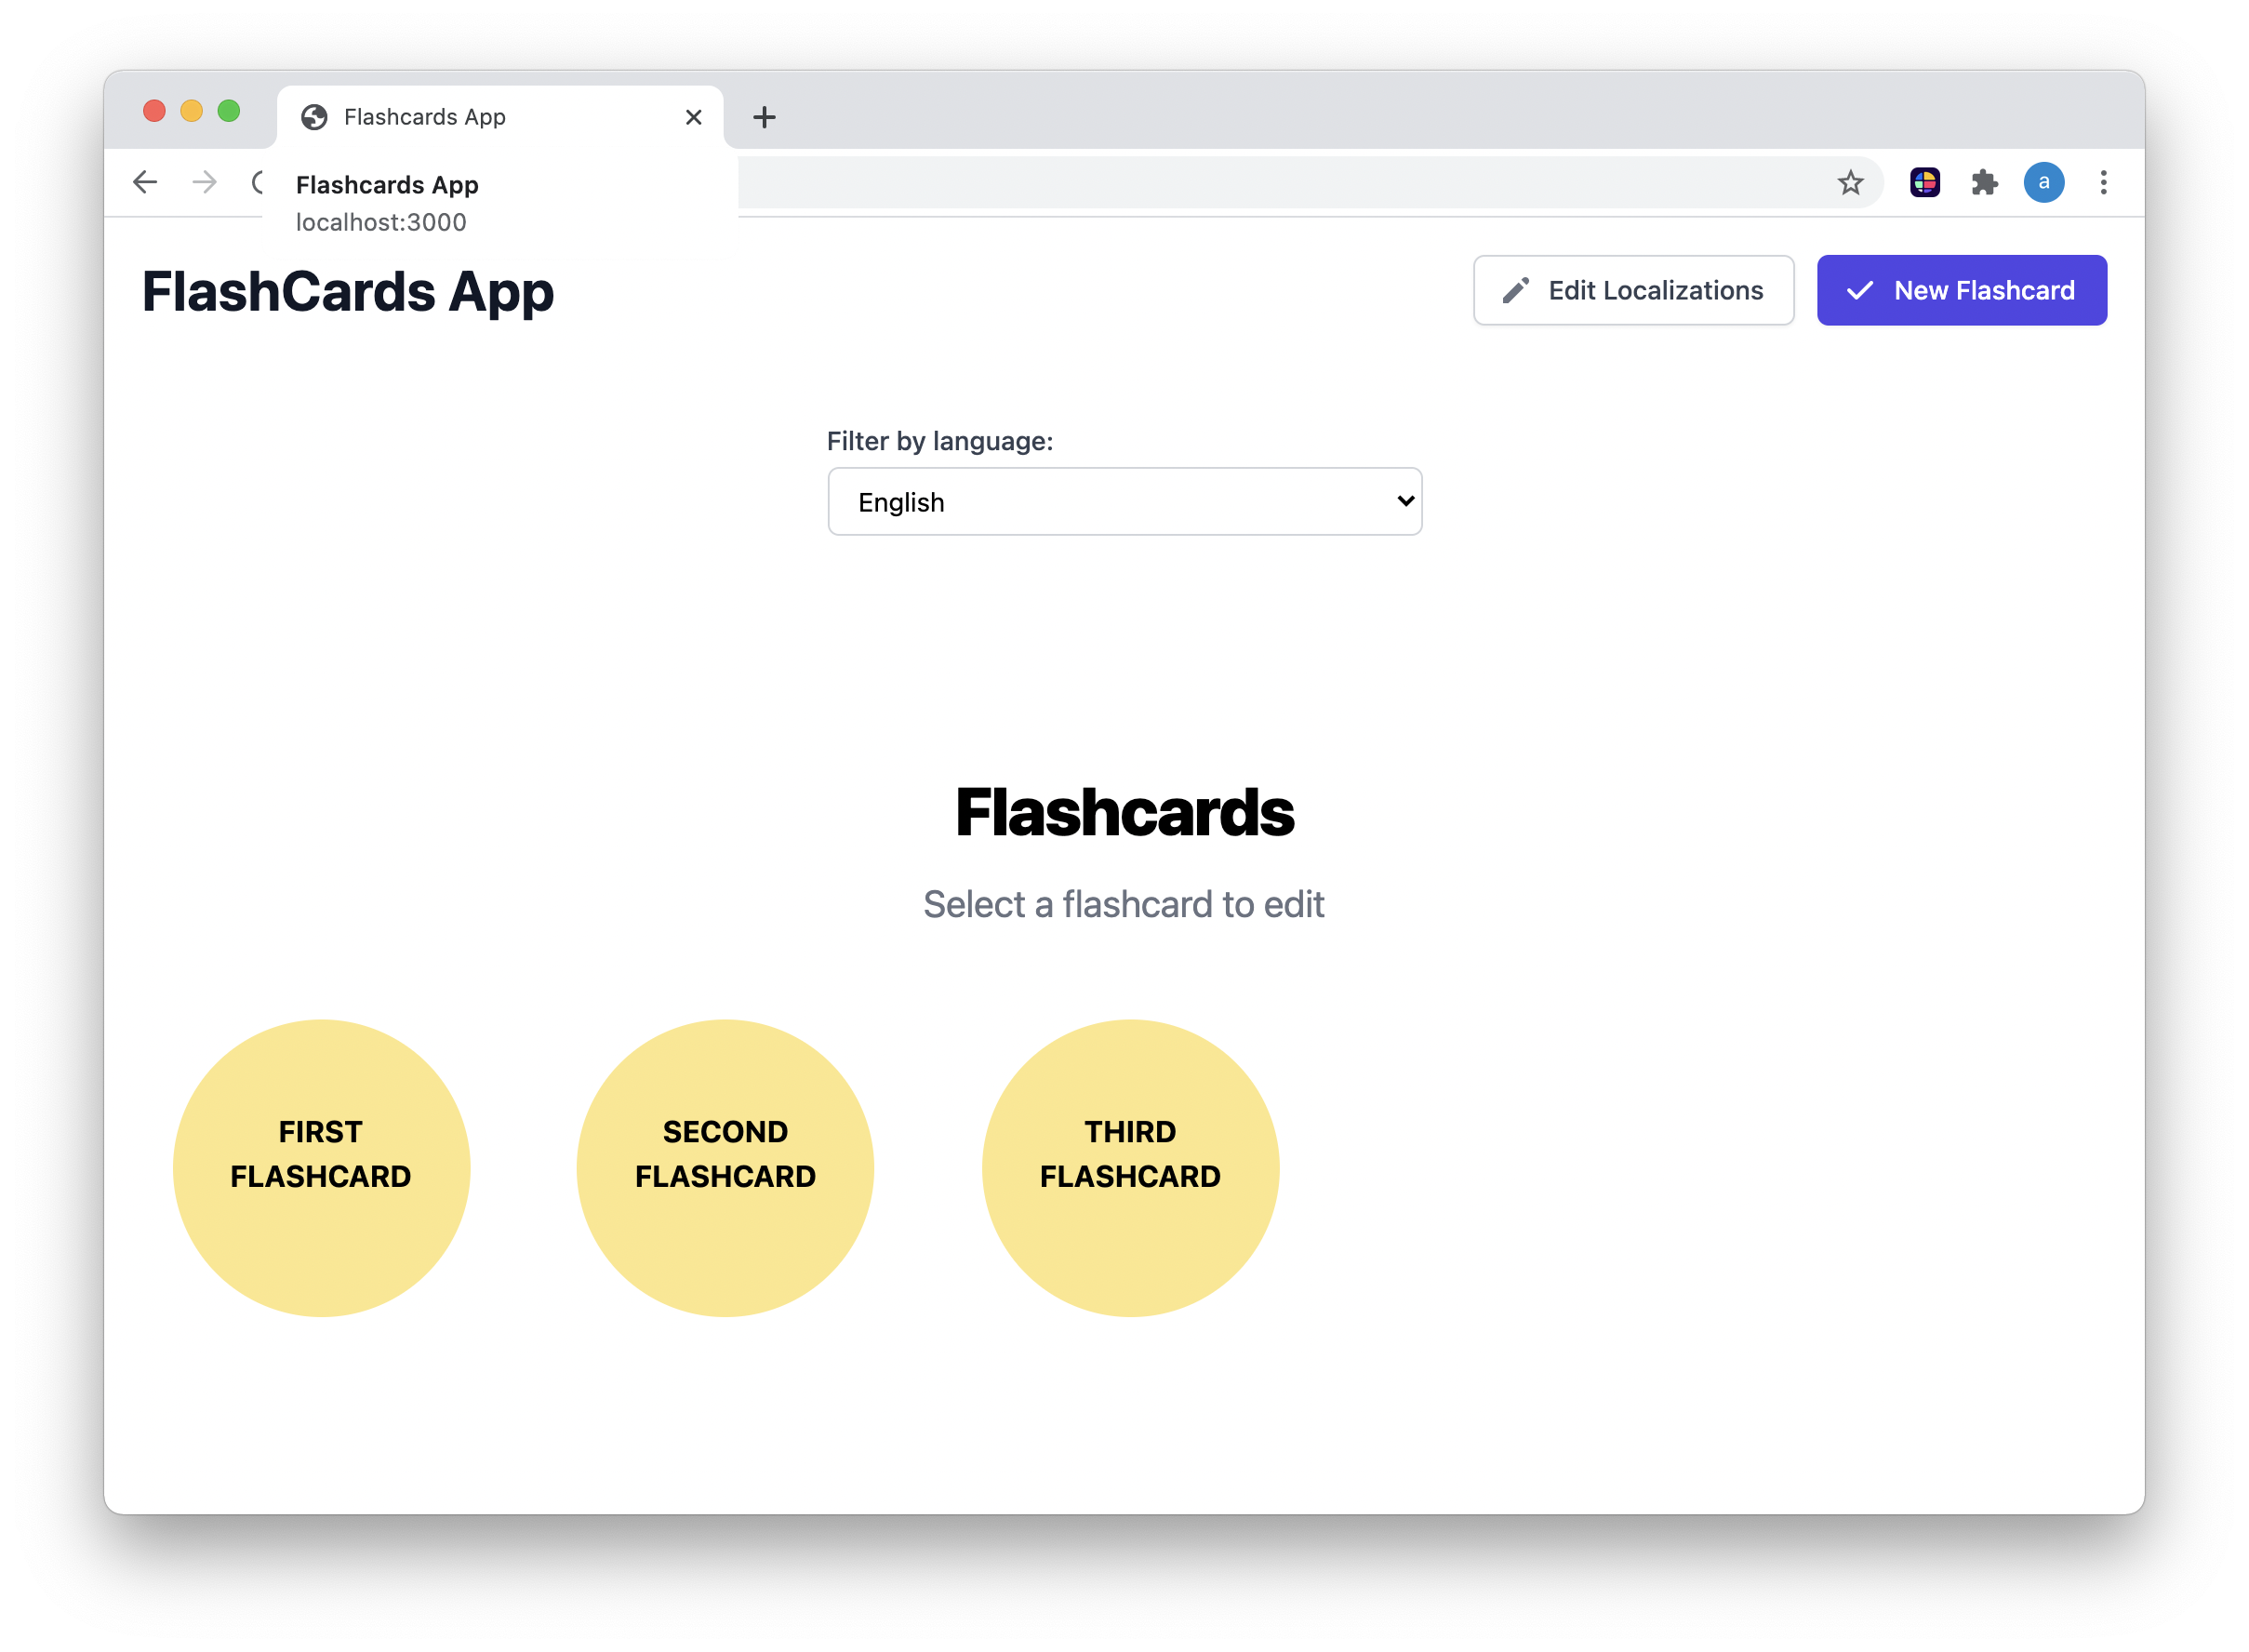 Flashcards App
Flashcards App
localhost:3000
a
FlashCards App
Edit Localizations
New Flashcard
Filter by language:
English
Flashcards
Select a flashcard to edit
FIRST
FLASHCARD
SECOND
FLASHCARD
THIRD
FLASHCARD